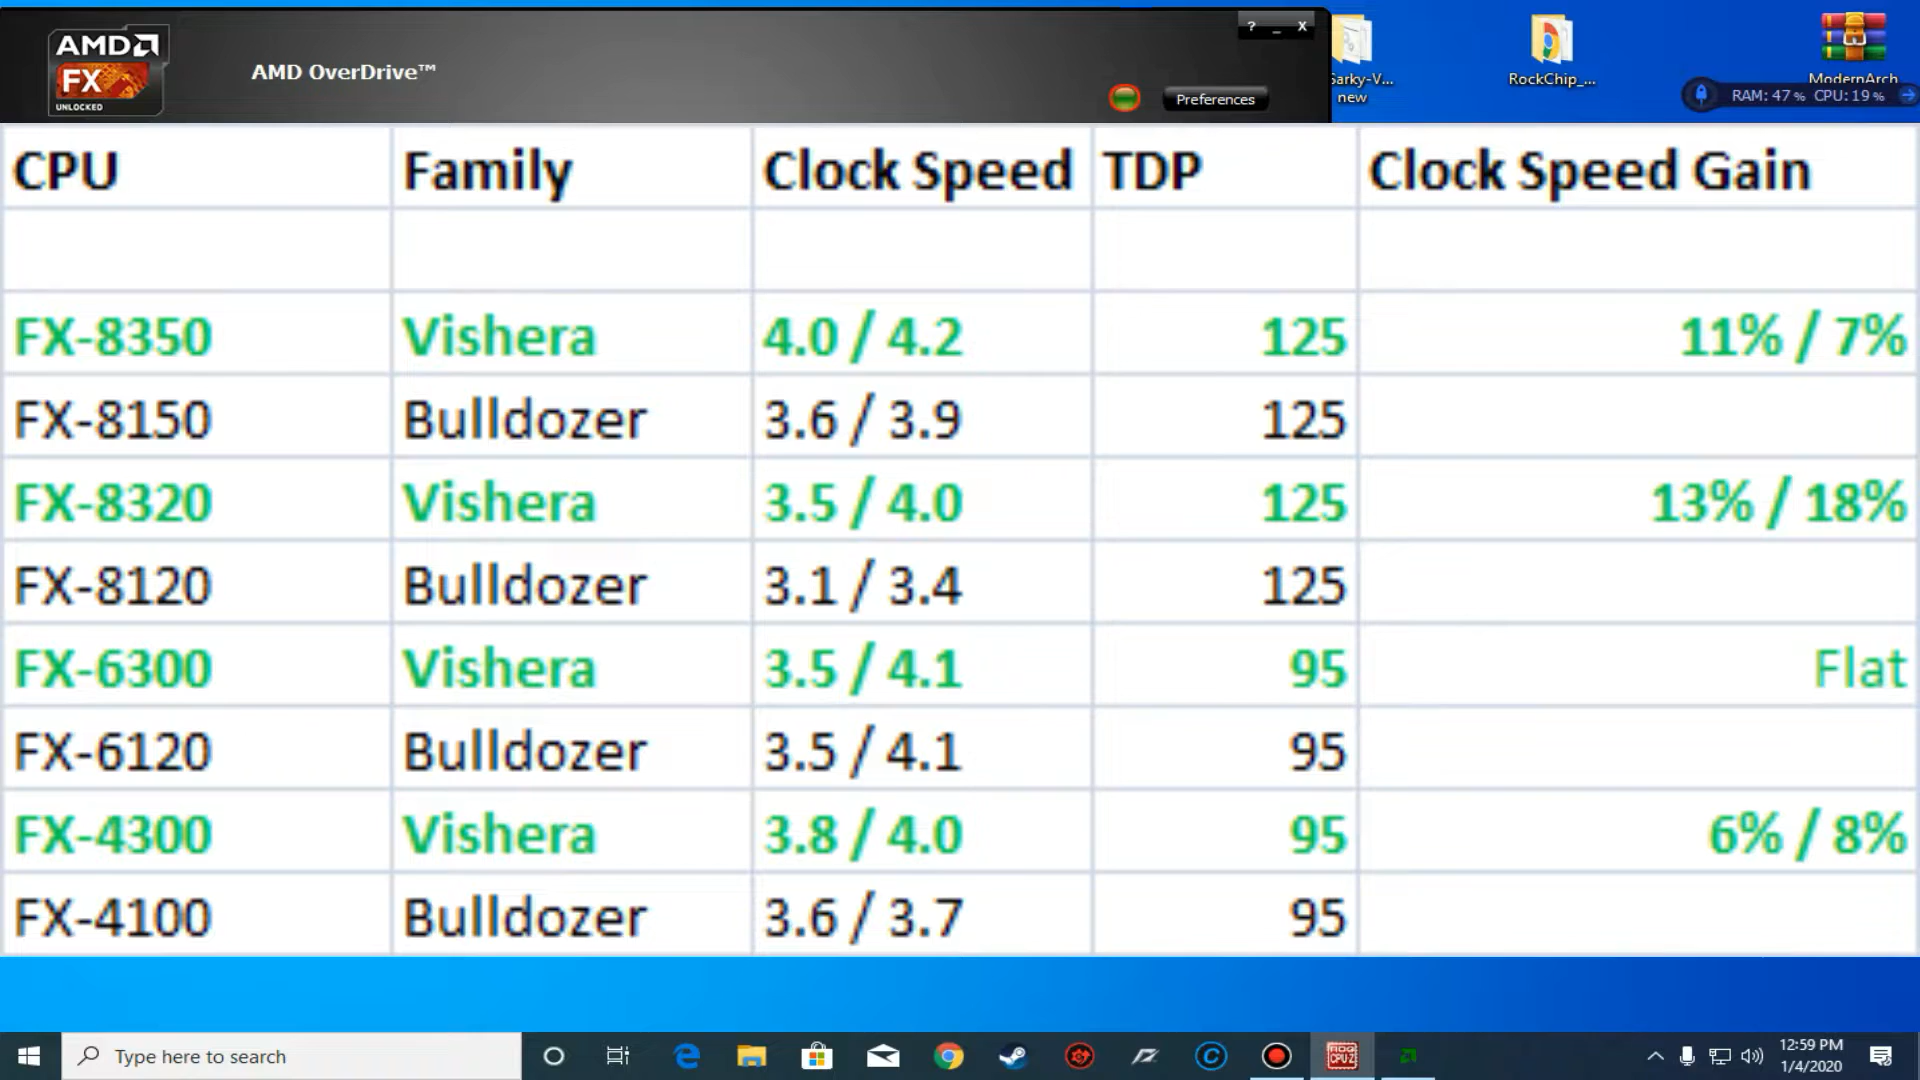 AMD
FX
UNLOCKED
AMD OverDrive™
? _ X
Preferences
Sarky-V...
new
RockChip_...
ModernArch
RAM: 47 % CPU: 19 %
CPU Family Clock Speed TDP Clock Speed Gain
FX-8350 Vishera 4.0 / 4.2 125 11% / 7%
FX-8150 Bulldozer 3.6 / 3.9 125
FX-8320 Vishera 3.5 / 4.0 125 13% / 18%
FX-8120 Bulldozer 3.1 / 3.4 125
FX-6300 Vishera 3.5 / 4.1 95 Flat
FX-6120 Bulldozer 3.5 / 4.1 95
FX-4300 Vishera 3.8 / 4.0 95 6% / 8%
FX-4100 Bulldozer 3.6 / 3.7 95
Type here to search
CPU-Z
12:59 PM
1/4/2020